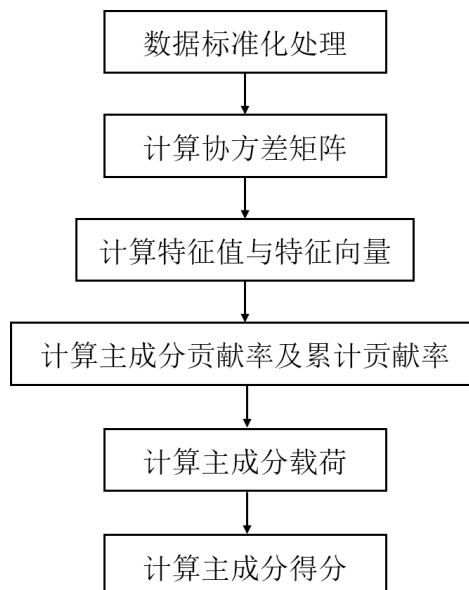 数据标准化处理
计算协方差矩阵
计算特征值与特征向量
计算主成分贡献率及累计贡献率
计算主成分载荷
计算主成分得分